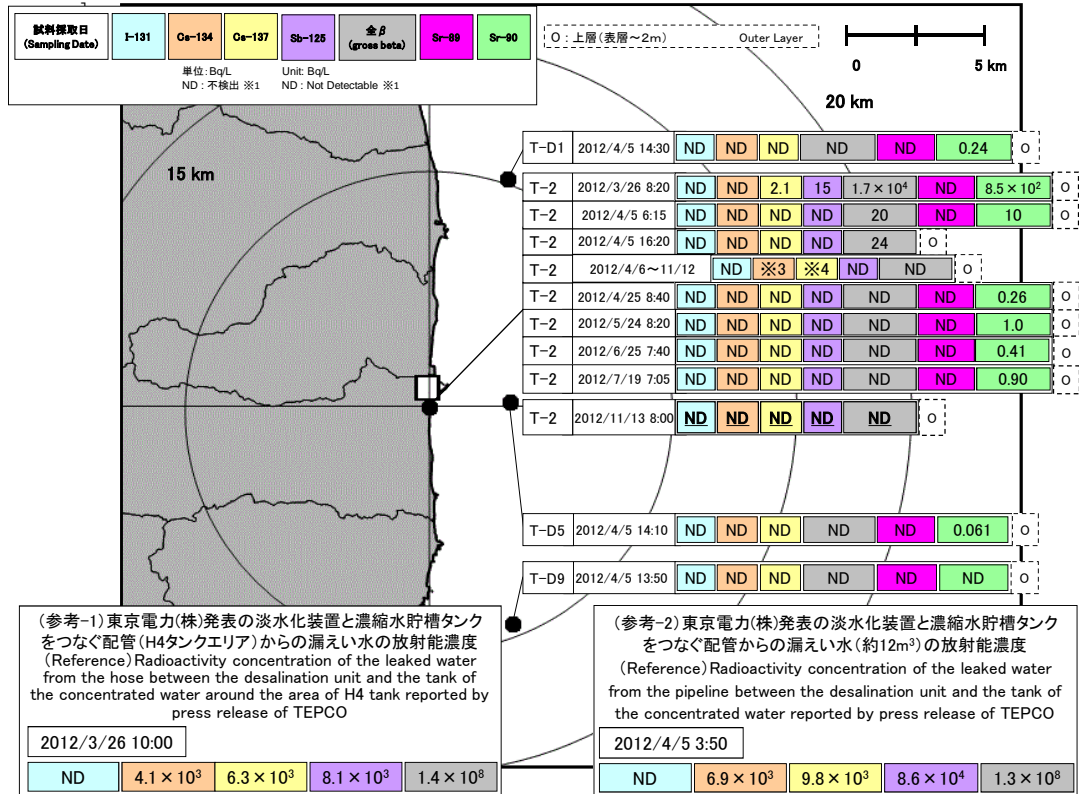 試料採取日 I-131 Cs-134 Cs-137 Sb-125 全β Sr-89 Sr-90
(Sampling Date) (gross beta)
単位:Bq/L Unit: Bq/L
ND : 不検出 ※1 ND : Not Detectable ※1
O : 上層(表層～2m) Outer Layer
0 5 km
20 km
15 km
T-D1 2012/4/5 14:30 ND ND ND ND ND 0.24 O
T-2 2012/3/26 8:20 ND ND 2.1 15 1.7×10⁴ ND 8.5×10² O
T-2 2012/4/5 6:15 ND ND ND ND 20 ND 10 O
T-2 2012/4/5 16:20 ND ND ND ND 24 O
T-2 2012/4/6～11/12 ND ※3 ※4 ND ND O
T-2 2012/4/25 8:40 ND ND ND ND ND ND 0.26 O
T-2 2012/5/24 8:20 ND ND ND ND ND ND 1.0 O
T-2 2012/6/25 7:40 ND ND ND ND ND ND 0.41 O
T-2 2012/7/19 7:05 ND ND ND ND ND ND 0.90 O
T-2 2012/11/13 8:00 ND ND ND ND ND O
T-D5 2012/4/5 14:10 ND ND ND ND ND 0.061 O
T-D9 2012/4/5 13:50 ND ND ND ND ND ND O
(参考-1)東京電力(株)発表の淡水化装置と濃縮水貯槽タンク
をつなぐ配管(H4タンクエリア)からの漏えい水の放射能濃度
(Reference)Radioactivity concentration of the leaked water
from the hose between the desalination unit and the tank of
the concentrated water around the area of H4 tank reported by
press release of TEPCO
2012/3/26 10:00
ND 4.1×10³ 6.3×10³ 8.1×10³ 1.4×10⁸
(参考-2)東京電力(株)発表の淡水化装置と濃縮水貯槽タンク
をつなぐ配管からの漏えい水(約12m³)の放射能濃度
(Reference)Radioactivity concentration of the leaked water
from the pipeline between the desalination unit and the tank of
the concentrated water reported by press release of TEPCO
2012/4/5 3:50
ND 6.9×10³ 9.8×10³ 8.6×10⁴ 1.3×10⁸